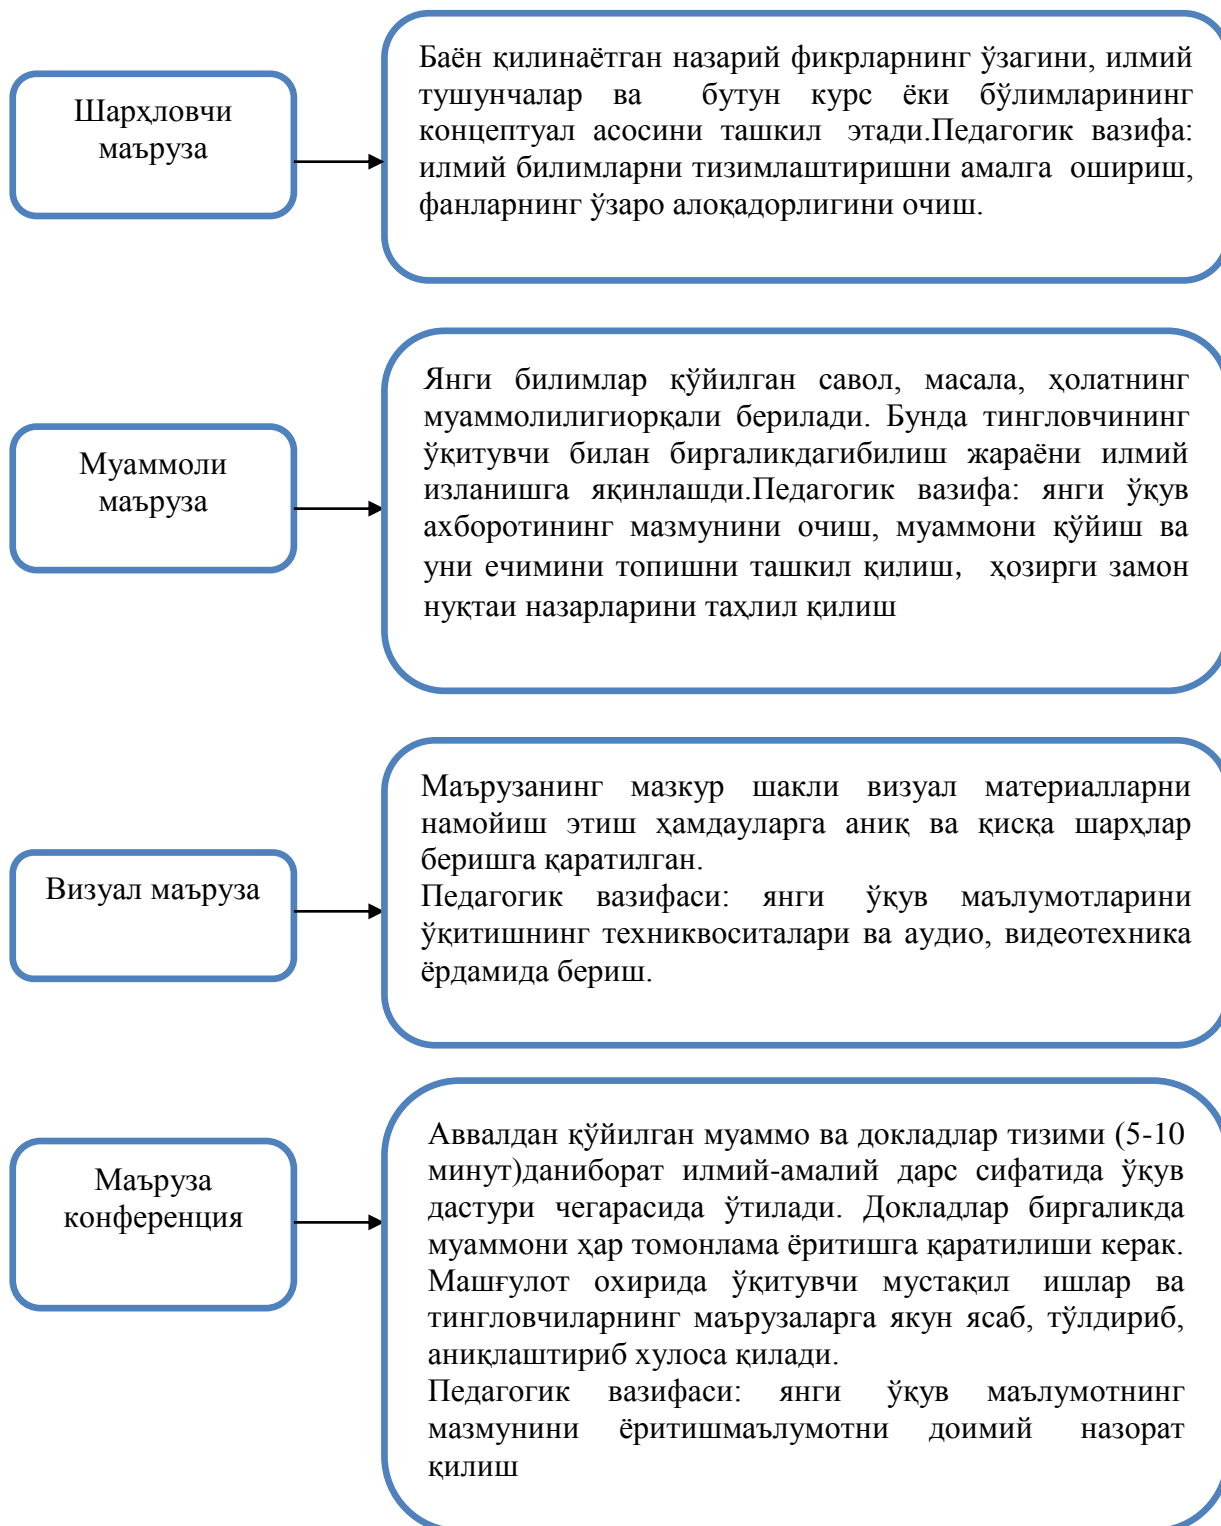 Шарҳловчи
маъруза
Баён қилинаётган назарий фикрларнинг ўзагини, илмий
тушунчалар ва бутун курс ёки бўлимларининг
концептуал асосини ташкил этади.Педагогик вазифа:
илмий билимларни тизимлаштиришни амалга ошириш,
фанларнинг ўзаро алоқадорлигини очиш.
Муаммоли
маъруза
Янги билимлар қўйилган савол, масала, ҳолатнинг
муаммолилигиорқали берилади. Бунда тингловчининг
ўқитувчи билан биргаликдагибилиш жараёни илмий
изланишга яқинлашди.Педагогик вазифа: янги ўқув
ахборотининг мазмунини очиш, муаммони қўйиш ва
уни ечимини топишни ташкил қилиш, ҳозирги замон
нуқтаи назарларини таҳлил қилиш
Визуал маъруза
Маърузанинг мазкур шакли визуал материалларни
намойиш этиш ҳамдауларга аниқ ва қисқа шарҳлар
беришга қаратилган.
Педагогик вазифаси: янги ўқув маълумотларини
ўқитишнинг техниквоситалари ва аудио, видеотехника
ёрдамида бериш.
Маъруза
конференция
Аввалдан қўйилган муаммо ва докладлар тизими (5-10
минут)даниборат илмий-амалий дарс сифатида ўқув
дастури чегарасида ўтилади. Докладлар биргаликда
муаммони ҳар томонлама ёритишга қаратилиши керак.
Машғулот охирида ўқитувчи мустақил ишлар ва
тингловчиларнинг маърузаларга якун ясаб, тўлдириб,
аниқлаштириб хулоса қилади.
Педагогик вазифаси: янги ўқув маълумотнинг
мазмунини ёритишмаълумотни доимий назорат
қилиш